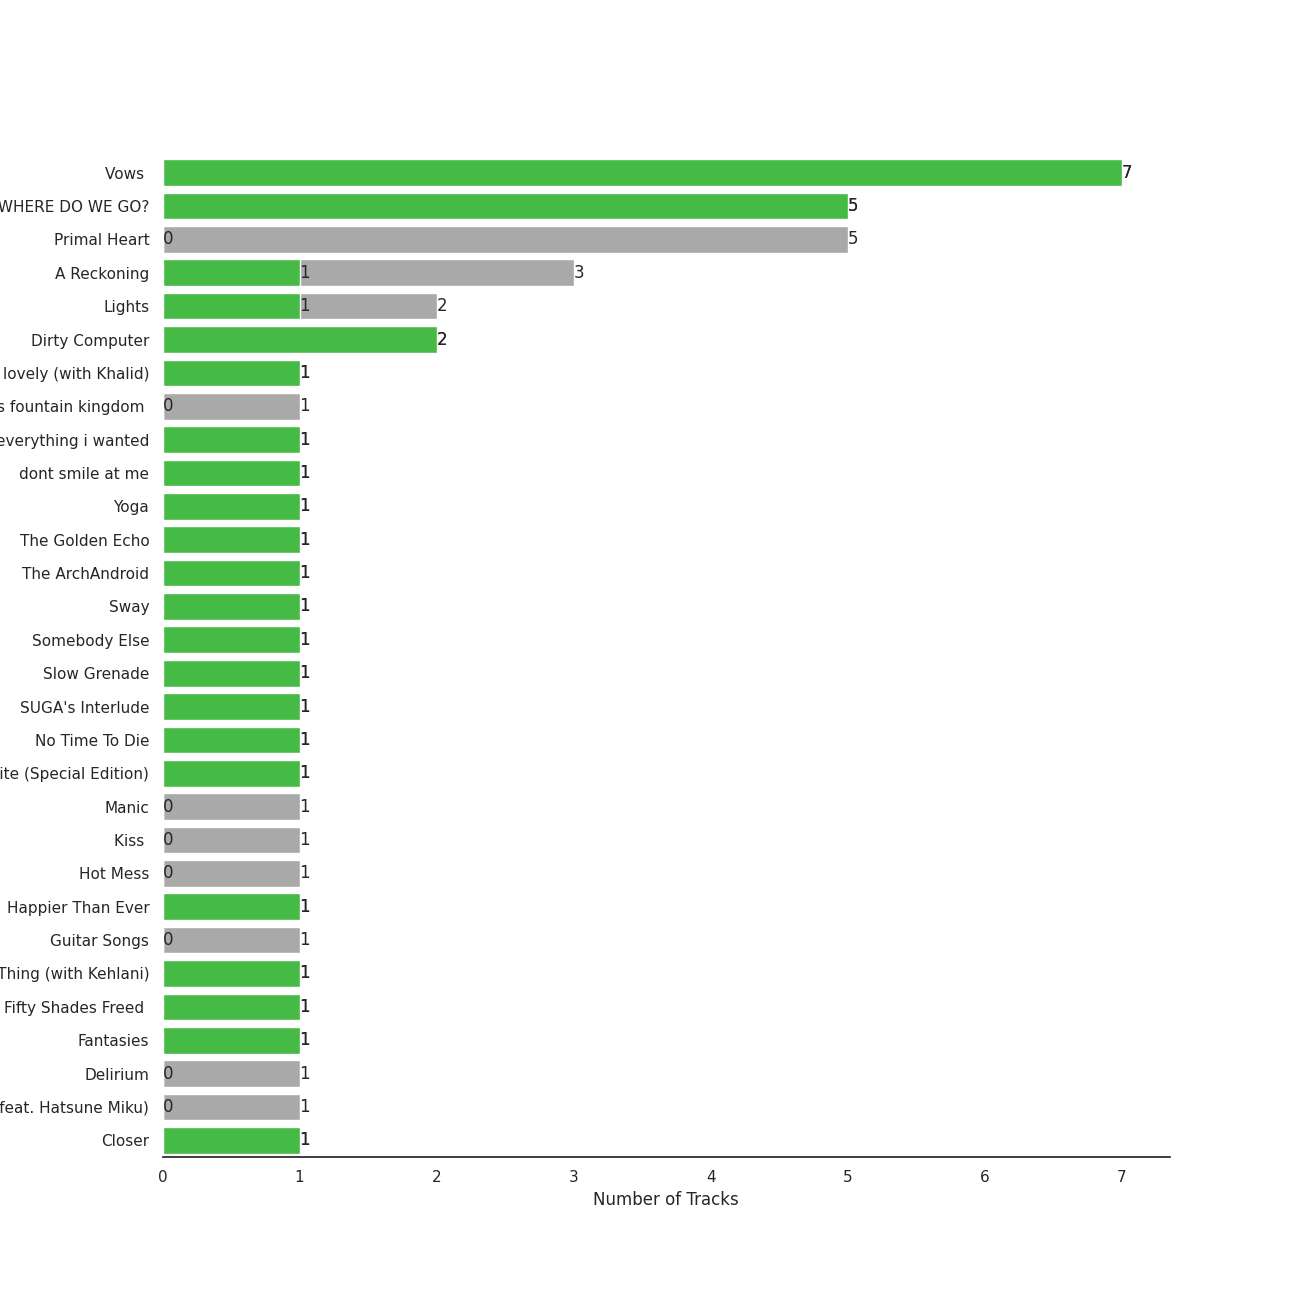 Vows 7
WHERE DO WE GO? 5
Primal Heart 0 5
A Reckoning 1 3
Lights 1 2
Dirty Computer 2
lovely (with Khalid) 1
fountain kingdom 0 1
everything i wanted 1
dont smile at me 1
Yoga 1
The Golden Echo 1
The ArchAndroid 1
Sway 1
Somebody Else 1
Slow Grenade 1
SUGA's Interlude 1
No Time To Die 1
(Special Edition) 1
Manic 0 1
Kiss 0 1
Hot Mess 0 1
Happier Than Ever 1
Guitar Songs 0 1
Thing (with Kehlani) 1
Fifty Shades Freed 1
Fantasies 1
Delirium 0 1
feat. Hatsune Miku) 0 1
Closer 1
0 1 2 3 4 5 6 7
Number of Tracks